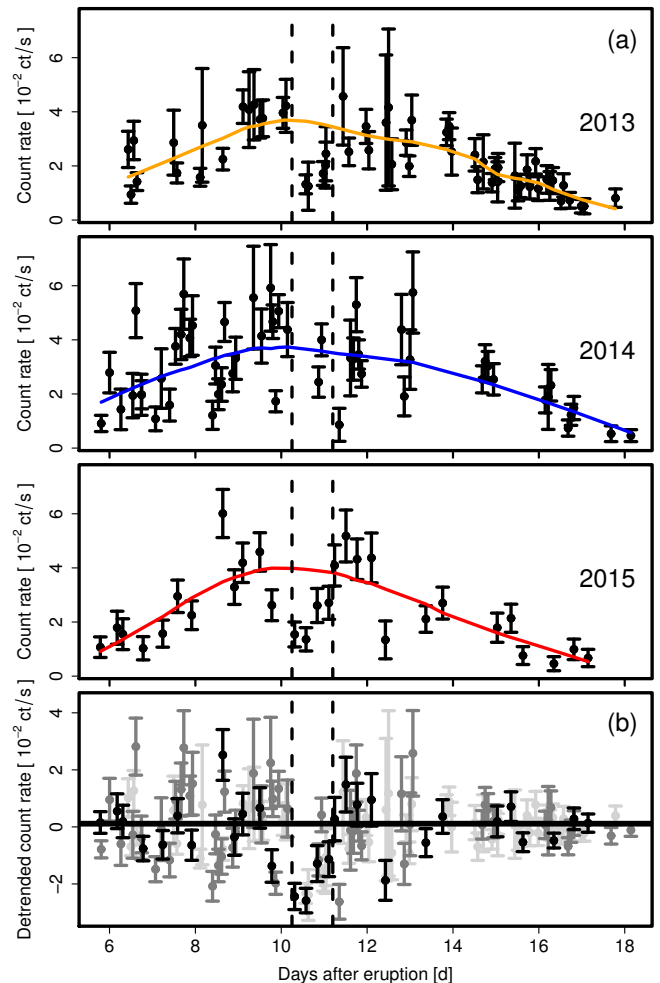 (a)
2013
Count rate [ 10⁻² ct/s ]
6
4
2
0
2014
Count rate [ 10⁻² ct/s ]
6
4
2
0
2015
Count rate [ 10⁻² ct/s ]
6
4
2
0
(b)
Detrended count rate [ 10⁻² ct/s ]
4
2
0
−2
6 8 10 12 14 16 18
Days after eruption [d]